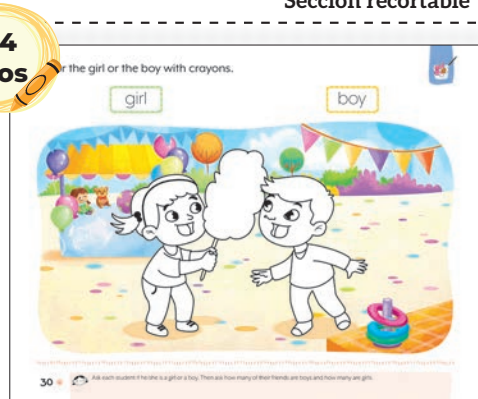 Sección recortable
4
os
r the girl or the boy with crayons.
girl
boy
30
Ask each student if he/she is a girl or a boy. Then ask how many of their friends are boys and how many are girls.